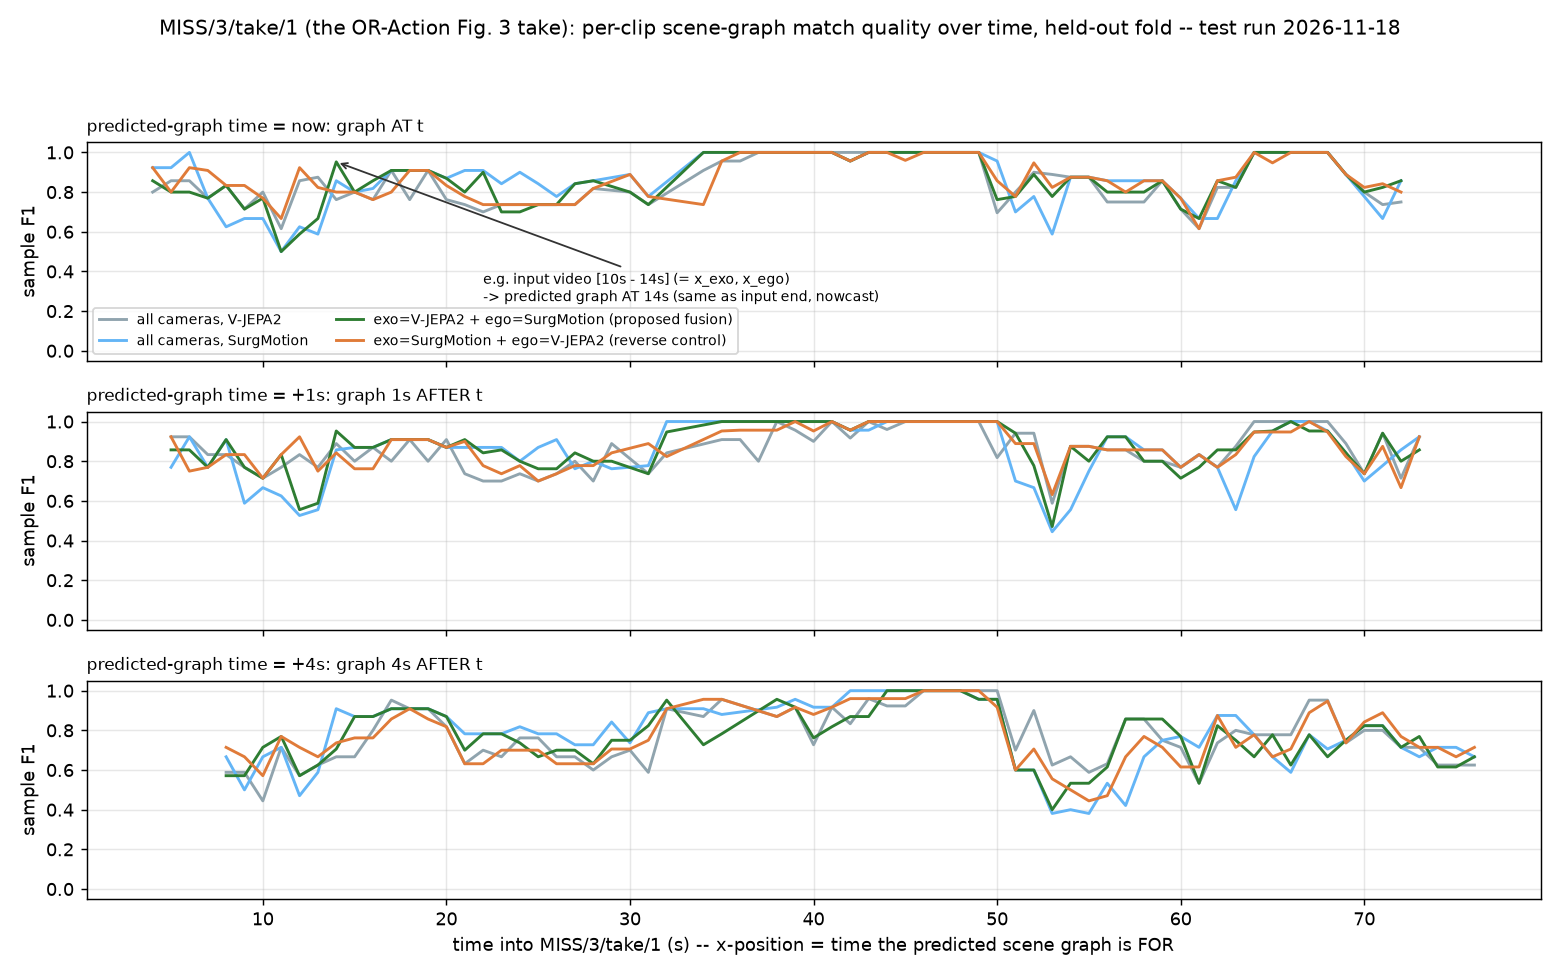 MISS/3/take/1 (the OR-Action Fig. 3 take): per-clip scene-graph match quality over time, held-out fold -- test run 2026-11-18
predicted-graph time = now: graph AT t
1.0
0.8
0.6
0.4
0.2
0.0
sample F1
e.g. input video [10s - 14s] (= x_exo, x_ego)
-> predicted graph AT 14s (same as input end, nowcast)
all cameras, V-JEPA2
all cameras, SurgMotion
exo=V-JEPA2 + ego=SurgMotion (proposed fusion)
exo=SurgMotion + ego=V-JEPA2 (reverse control)
predicted-graph time = +1s: graph 1s AFTER t
1.0
0.8
0.6
0.4
0.2
0.0
sample F1
predicted-graph time = +4s: graph 4s AFTER t
1.0
0.8
0.6
0.4
0.2
0.0
sample F1
10 20 30 40 50 60 70
time into MISS/3/take/1 (s) -- x-position = time the predicted scene graph is FOR